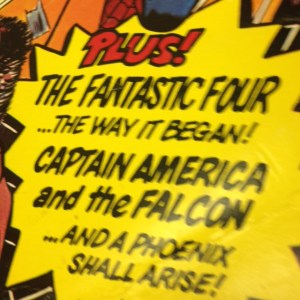 PLUS!
THE FANTASTIC FOUR
...THE WAY IT BEGAN!
CAPTAIN AMERICA
and the FALCON
...AND A PHOENIX
SHALL ARISE!